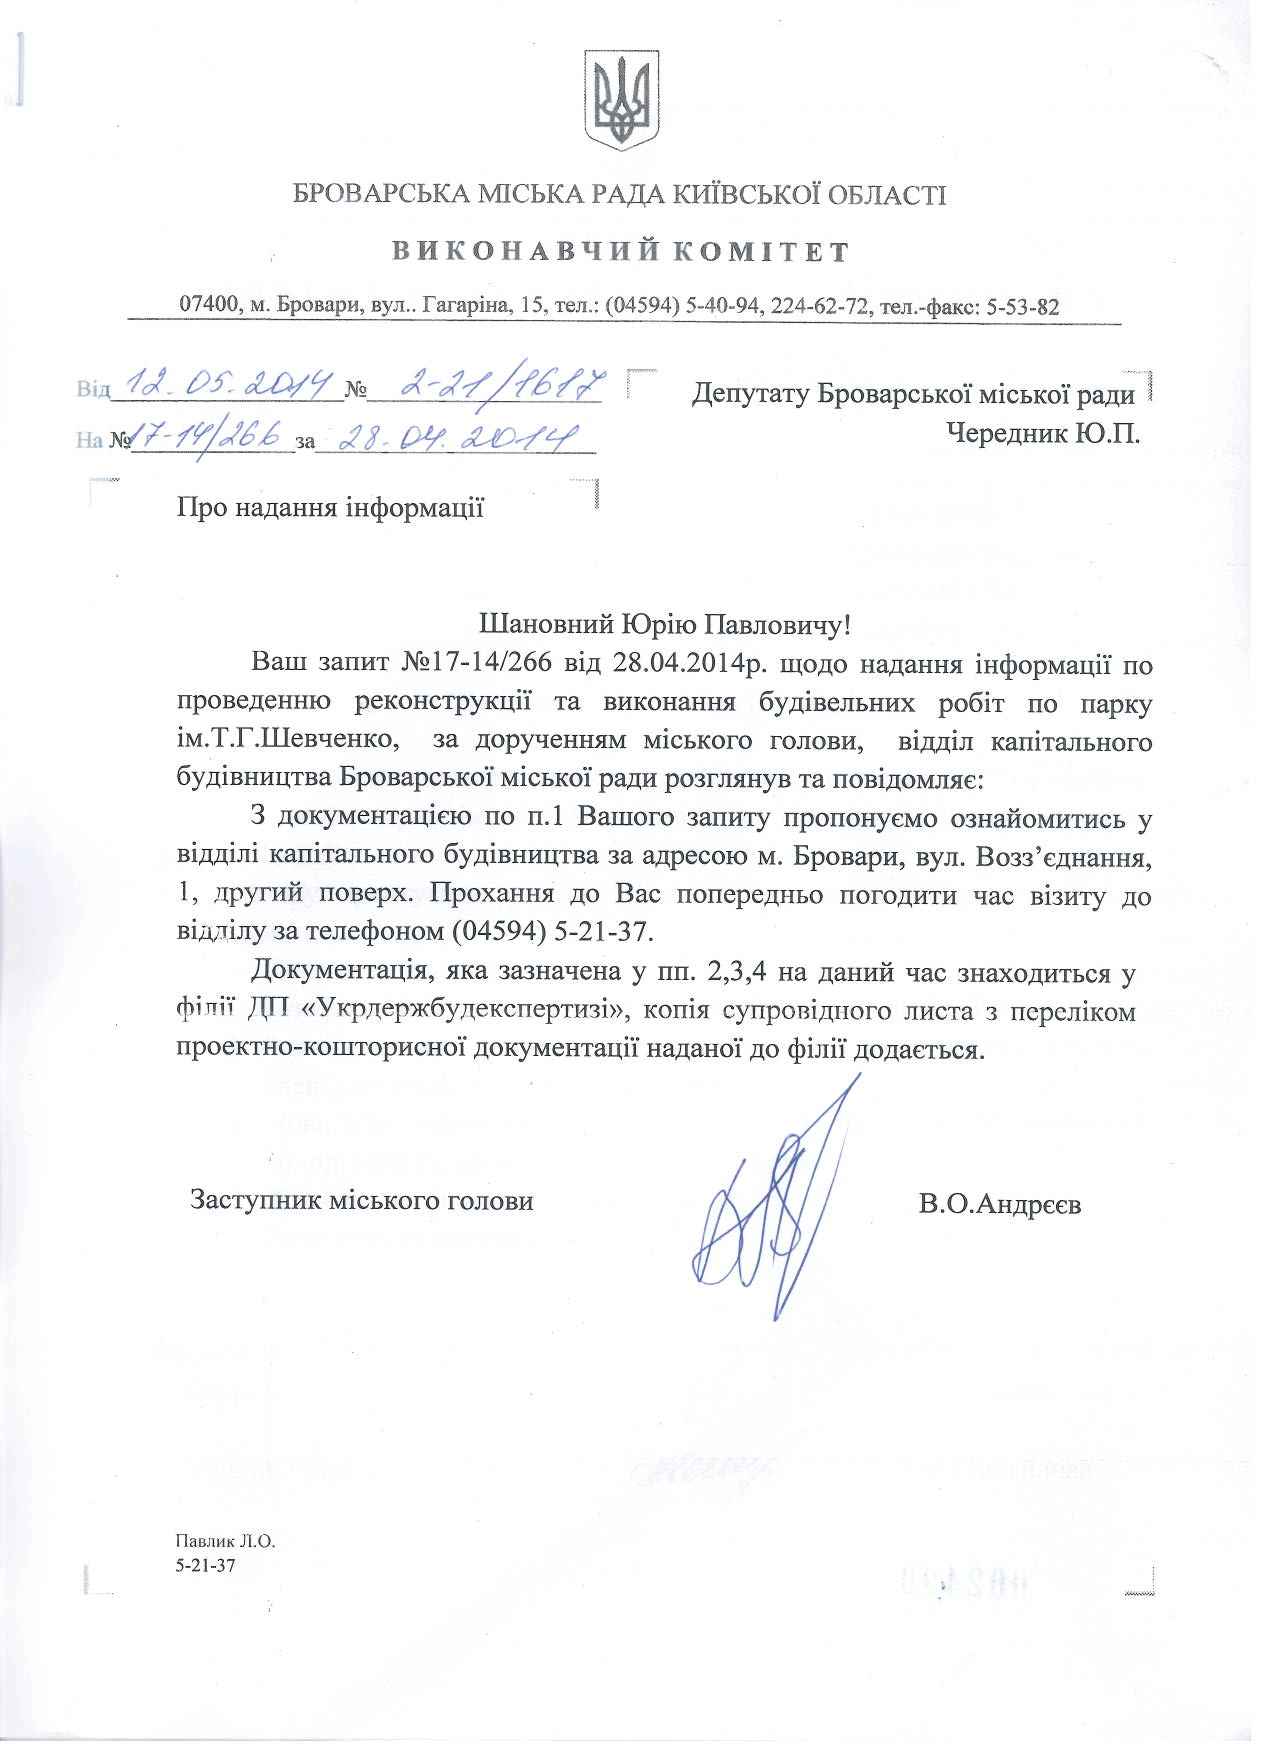 БРОВАРСЬКА МІСЬКА РАДА КИЇВСЬКОЇ ОБЛАСТІ
ВИКОНАВЧИЙ КОМІТЕТ
07400, м. Бровари, вул.. Гагаріна, 15, тел.: (04594) 5-40-94, 224-62-72, тел.-факс: 5-53-82
Від 12.05.2014 № 2-21/1617
На №17-14/266 за 28.04.2014
Депутату Броварської міської ради
Чередник Ю.П.
Про надання інформації
Шановний Юрію Павловичу!
Ваш запит №17-14/266 від 28.04.2014р. щодо надання інформації по
проведенню реконструкції та виконання будівельних робіт по парку
ім.Т.Г.Шевченко, за дорученням міського голови, відділ капітального
будівництва Броварської міської ради розглянув та повідомляє:
З документацією по п.1 Вашого запиту пропонуємо ознайомитись у
відділі капітального будівництва за адресою м. Бровари, вул. Возз’єднання,
1, другий поверх. Прохання до Вас попередньо погодити час візиту до
відділу за телефоном (04594) 5-21-37.
Документація, яка зазначена у пп. 2,3,4 на даний час знаходиться у
філії ДП «Укрдержбудекспертизі», копія супровідного листа з переліком
проектно-кошторисної документації наданої до філії додається.
Заступник міського голови
В.О.Андрєєв
Павлик Л.О.
5-21-37